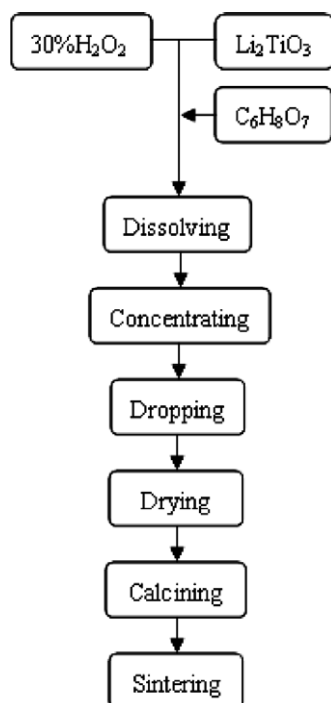 30%H₂O₂
Li₂TiO₃
C₆H₈O₇
Dissolving
Concentrating
Dropping
Drying
Calcining
Sintering